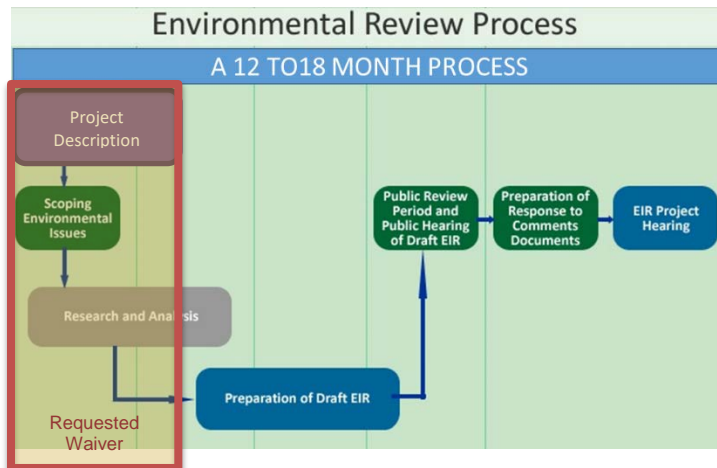 Environmental Review Process
A 12 TO18 MONTH PROCESS
Project
Description
Scoping
Environmental
Issues
Research and Analysis
Preparation of Draft EIR
Public Review
Period and
Public Hearing
of Draft EIR
Preparation of
Response to
Comments
Documents
EIR Project
Hearing
Requested
Waiver